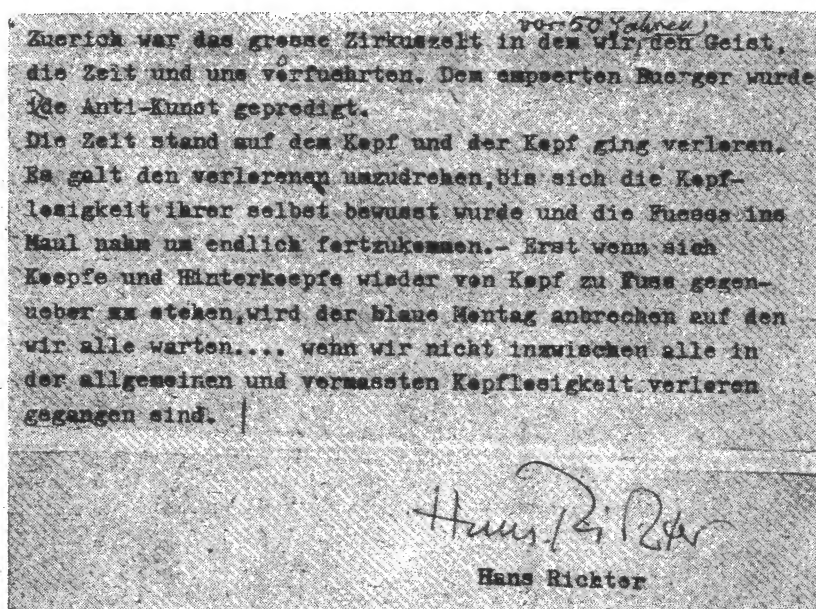 vor 50 Jahren
Zuerich war das grosse Zirkuszelt in dem wir, den Geist,
die Zeit und uns verfuehrten. Dem empoerten Buerger wurde
die Anti-Kunst gepredigt.
Die Zeit stand auf dem Kopf und der Kopf ging verloren.
Es galt den verlorenen umzudrehen,bis sich die Kopf-
losigkeit ihrer selbst bewusst wurde und die Fuesse ins
Maul nahm um endlich fortzukommen.- Erst wenn sich
Koepfe und Hinterkoepfe wieder von Kopf zu Fuss gegen-
ueber stehen,wird der blaue Montag anbrechen auf den
wir alle warten.... wenn wir nicht inzwischen alle in
der allgemeinen und vermassten Kopflosigkeit verloren
gegangen sind.
Hans Richter
Hans Richter